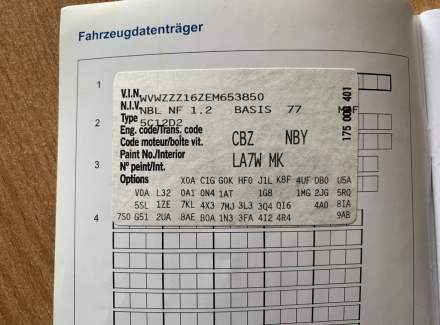 Fahrzeugdatenträger
1
V.I.N. WVWZZZ16ZEM653850
N.I.V. NBL NF 1.2 BASIS 77
Type 5C12D2
2
Eng. code/Trans. code
Code moteur/boîte vit. CBZ NBY
Paint No./Interior
N° peint/Int. LA7W MK
3
Options
X0A C1G G0K HF0 J1L K8F 4UF DB0 U5A
V0A L32 0A1 0N4 1AT 1G8 1MG 2JG 5RQ
5SL 1ZE 7KL 4X3 7MJ 3L3 3Q4 QI6 4A0 8IA
7S0 G51 2UA 8AE B0A 1N3 3FA 4I2 4R4 9AB
4